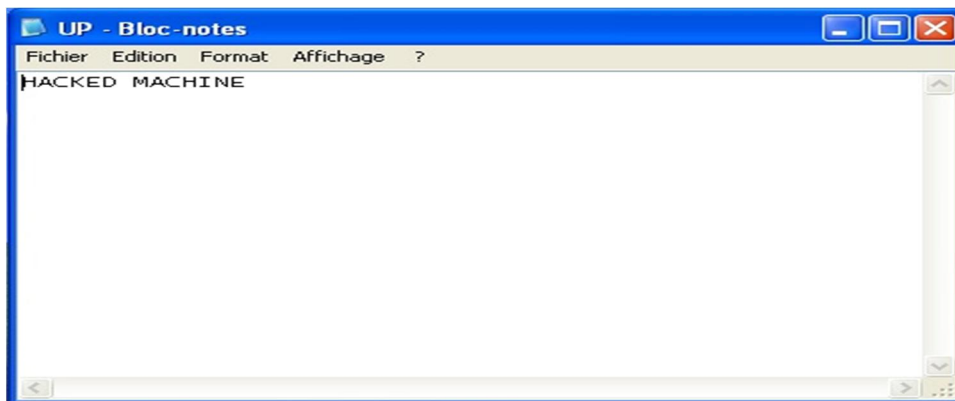 UP - Bloc-notes
Fichier Edition Format Affichage ?
HACKED MACHINE